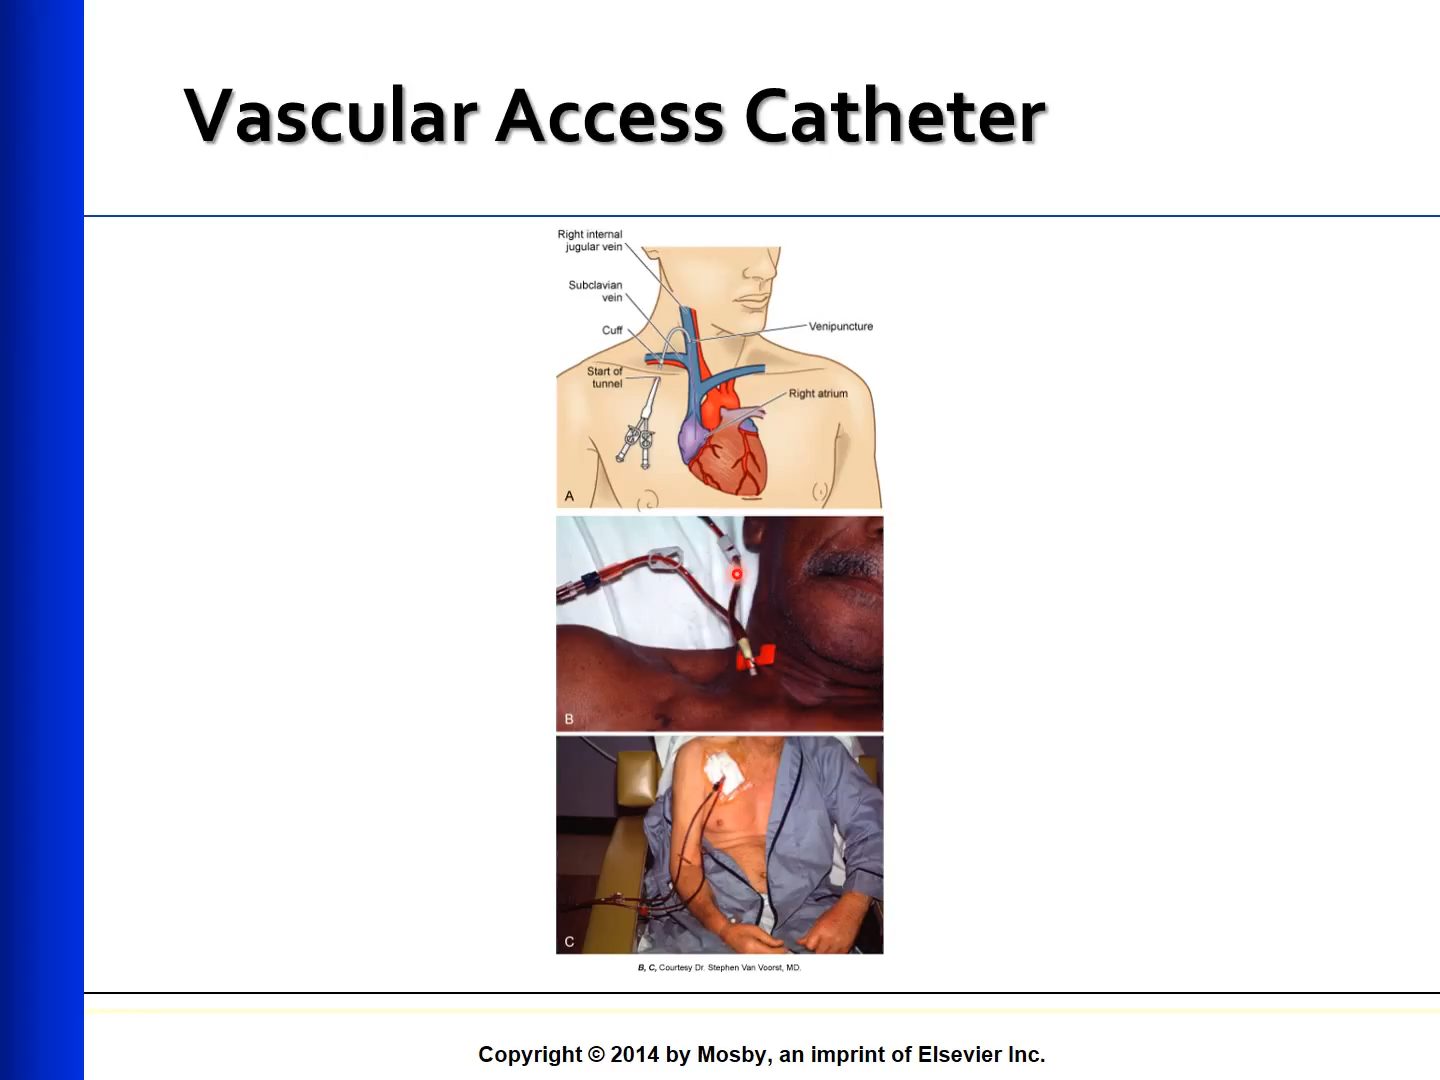 Vascular Access Catheter
Right internal
jugular vein
Subclavian
vein
Cuff
Venipuncture
Start of
tunnel
Right atrium
A
B
C
B, C, Courtesy Dr. Stephen Van Voorst, MD.
Copyright © 2014 by Mosby, an imprint of Elsevier Inc.